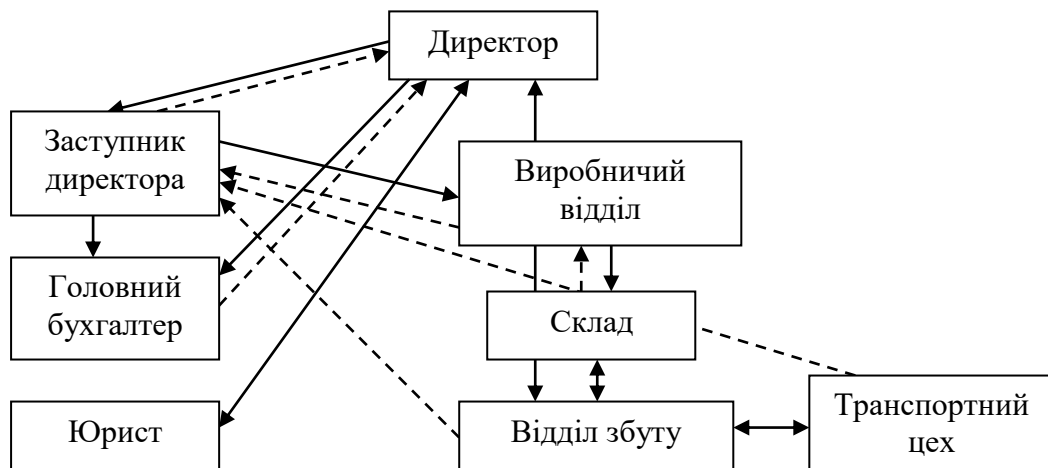 Директор
Заступник
директора
Виробничий
відділ
Головний
бухгалтер
Склад
Юрист
Відділ збуту
Транспортний
цех